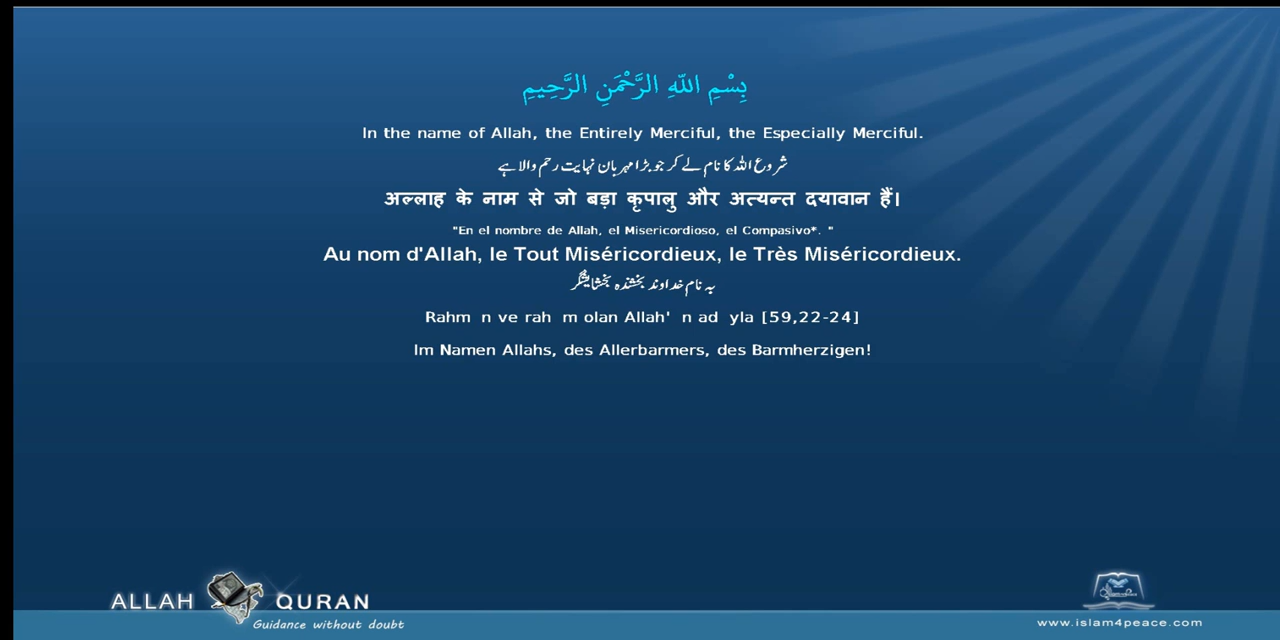 بِسْمِ اللّهِ الرَّحْمَنِ الرَّحِيمِ
In the name of Allah, the Entirely Merciful, the Especially Merciful.
شروع اللہ کا نام لے کر جو بڑا مہربان نہایت رحم والا ہے
अल्लाह के नाम से जो बड़ा कृपालु और अत्यन्त दयावान हैं।
"En el nombre de Allah, el Misericordioso, el Compasivo*. "
Au nom d'Allah, le Tout Miséricordieux, le Très Miséricordieux.
به نام خداوند بخشنده بخشایشگر
Rahm n ve rah m olan Allah' n ad yla [59,22-24]
Im Namen Allahs, des Allerbarmers, des Barmherzigen!
ALLAH QURAN
Guidance without doubt
www.islam4peace.com